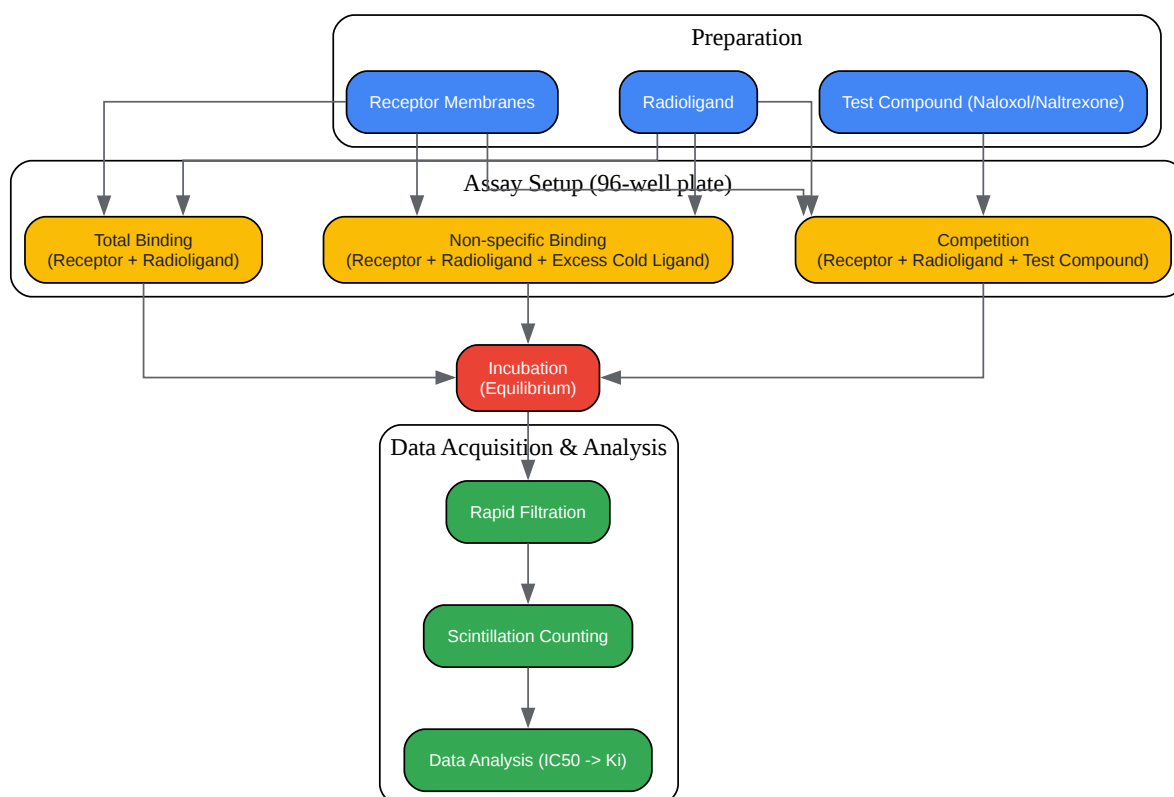 Preparation
Receptor Membranes
Radioligand
Test Compound (Naloxol/Naltrexone)
Assay Setup (96-well plate)
Total Binding
(Receptor + Radioligand)
Non-specific Binding
(Receptor + Radioligand + Excess Cold Ligand)
Competition
(Receptor + Radioligand + Test Compound)
Incubation
(Equilibrium)
Data Acquisition & Analysis
Rapid Filtration
Scintillation Counting
Data Analysis (IC50 -> Ki)